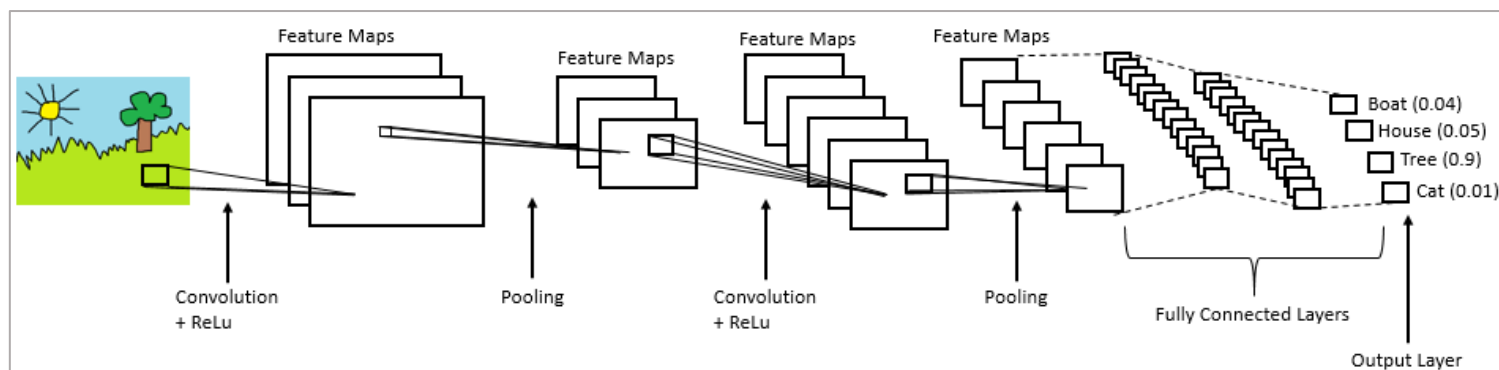 Feature Maps
Feature Maps
Feature Maps
Feature Maps
Boat (0.04)
House (0.05)
Tree (0.9)
Cat (0.01)
Convolution
+ ReLu
Pooling
Convolution
+ ReLu
Pooling
Fully Connected Layers
Output Layer